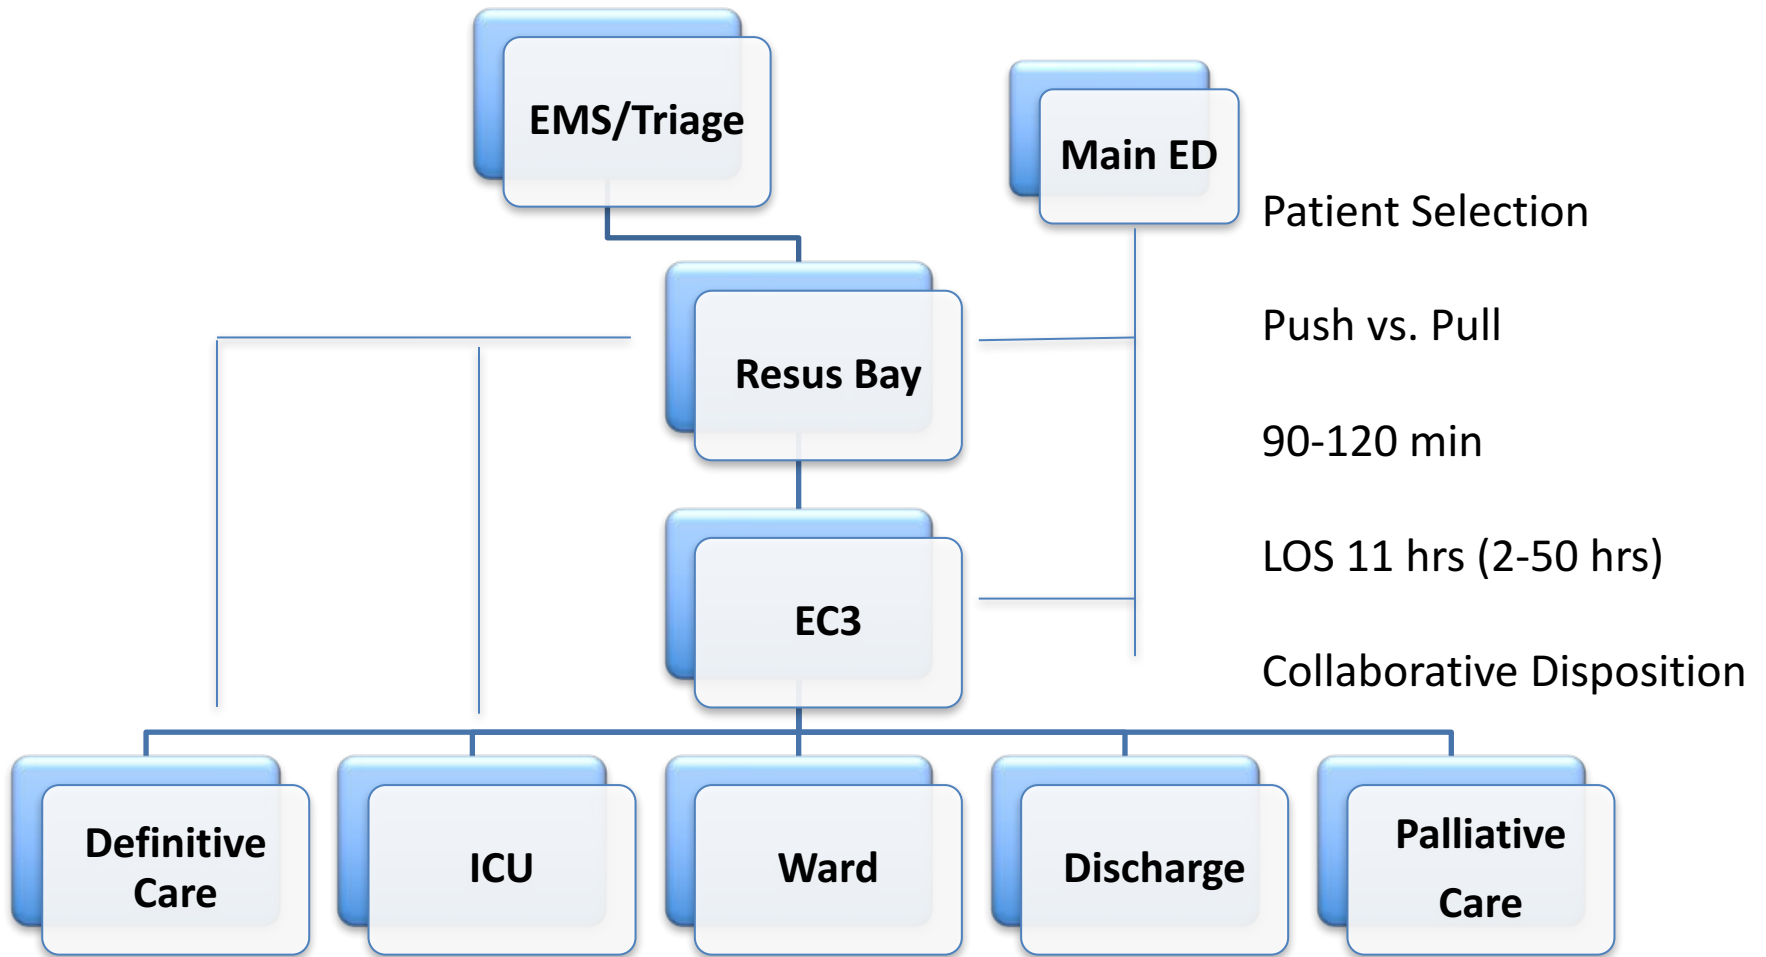 EMS/Triage
Main ED
Patient Selection
Push vs. Pull
Resus Bay
90-120 min
LOS 11 hrs (2-50 hrs)
EC3
Collaborative Disposition
Definitive
Care
ICU
Ward
Discharge
Palliative
Care